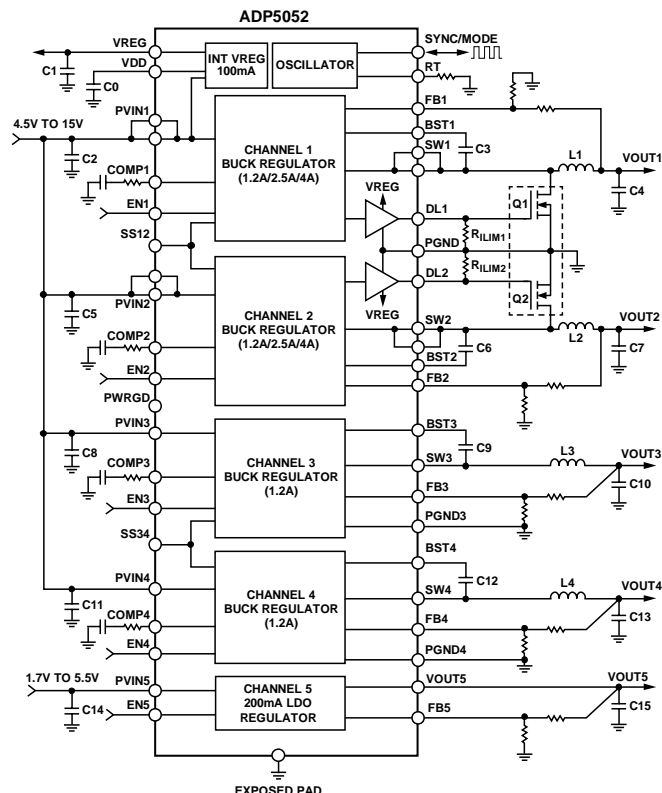 ADP5052
VREG
VDD
C1
C0
INT VREG
100mA
OSCILLATOR
SYNC/MODE
RT
4.5V TO 15V
PVIN1
C2
COMP1
EN1
SS12
CHANNEL 1
BUCK REGULATOR
(1.2A/2.5A/4A)
FB1
BST1
SW1
C3
L1
VOUT1
C4
VREG
DL1
Q1
RILIM1
PGND
RILIM2
DL2
Q2
VREG
PVIN2
C5
COMP2
EN2
PWRGD
CHANNEL 2
BUCK REGULATOR
(1.2A/2.5A/4A)
SW2
C6
BST2
FB2
L2
VOUT2
C7
PVIN3
C8
COMP3
EN3
SS34
CHANNEL 3
BUCK REGULATOR
(1.2A)
BST3
C9
SW3
FB3
PGND3
L3
VOUT3
C10
PVIN4
C11
COMP4
EN4
CHANNEL 4
BUCK REGULATOR
(1.2A)
BST4
C12
SW4
FB4
PGND4
L4
VOUT4
C13
1.7V TO 5.5V
PVIN5
C14
EN5
CHANNEL 5
200mA LDO
REGULATOR
VOUT5
FB5
VOUT5
C15
EXPOSED PAD